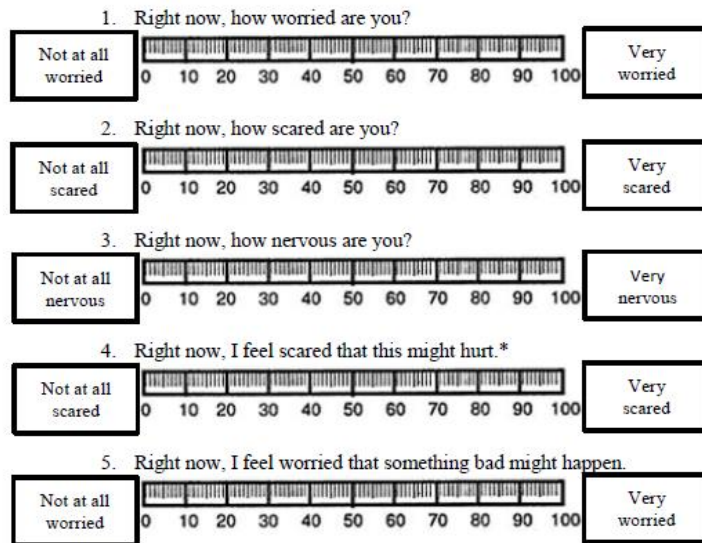 1. Right now, how worried are you?
Not at all
worried
0 10 20 30 40 50 60 70 80 90 100
Very
worried
2. Right now, how scared are you?
Not at all
scared
0 10 20 30 40 50 60 70 80 90 100
Very
scared
3. Right now, how nervous are you?
Not at all
nervous
0 10 20 30 40 50 60 70 80 90 100
Very
nervous
4. Right now, I feel scared that this might hurt.*
Not at all
scared
0 10 20 30 40 50 60 70 80 90 100
Very
scared
5. Right now, I feel worried that something bad might happen.
Not at all
worried
0 10 20 30 40 50 60 70 80 90 100
Very
worried